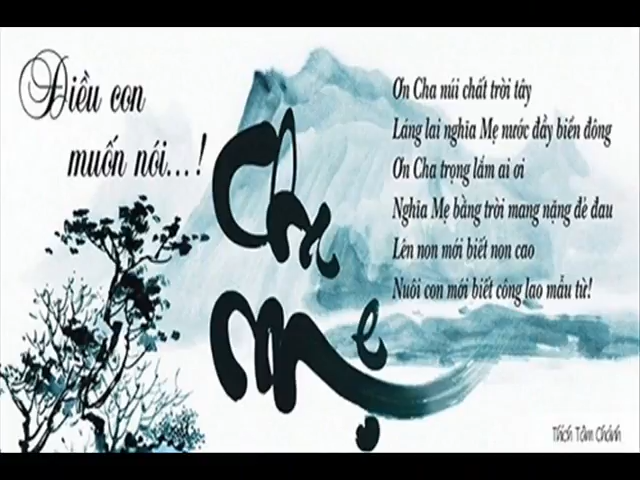 Điều con
muốn nói...!
Cha
Mẹ
Ơn Cha núi chất trời tây
Láng lai nghĩa Mẹ nước đầy biển đông
Ơn Cha trọng lắm ai ơi
Nghĩa Mẹ bằng trời mang nặng đẻ đau
Lên non mới biết non cao
Nuôi con mới biết công lao mẫu từ!
Thích Tâm Chánh